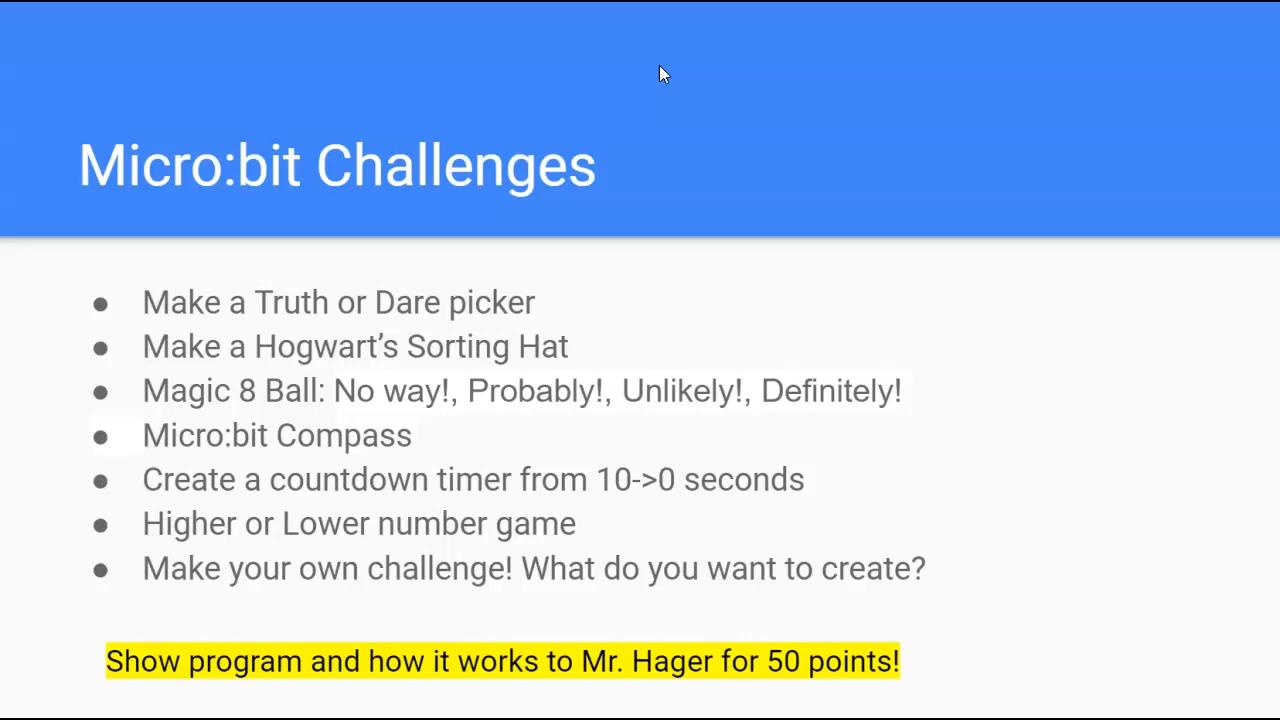 Micro:bit Challenges
● Make a Truth or Dare picker
● Make a Hogwart’s Sorting Hat
● Magic 8 Ball: No way!, Probably!, Unlikely!, Definitely!
● Micro:bit Compass
● Create a countdown timer from 10->0 seconds
● Higher or Lower number game
● Make your own challenge! What do you want to create?
Show program and how it works to Mr. Hager for 50 points!